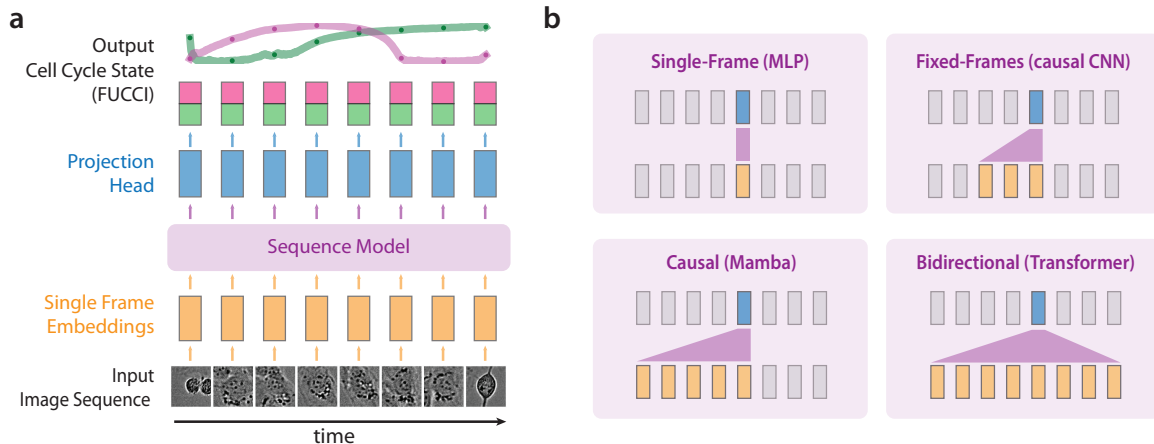 a
Output
Cell Cycle State
(FUCCI)
Projection
Head
Sequence Model
Single Frame
Embeddings
Input
Image Sequence
time
b
Single-Frame (MLP)
Fixed-Frames (causal CNN)
Causal (Mamba)
Bidirectional (Transformer)